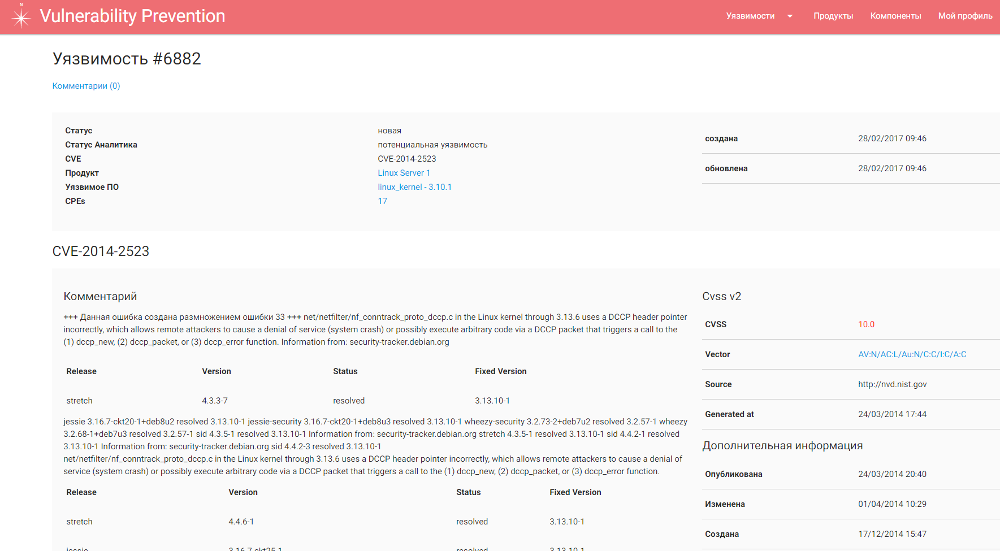 N
Vulnerability Prevention
Уязвимости
Продукты
Компоненты
Мой профиль
Уязвимость #6882
Комментарии (0)
Статус новая
Статус Аналитика потенциальная уязвимость
CVE CVE-2014-2523
Продукт Linux Server 1
Уязвимое ПО linux_kernel - 3.10.1
CPEs 17
создана 28/02/2017 09:46
обновлена 28/02/2017 09:46
CVE-2014-2523
Комментарий
+++ Данная ошибка создана размножением ошибки 33 +++ net/netfilter/nf_conntrack_proto_dccp.c in the Linux kernel through 3.13.6 uses a DCCP header pointer
incorrectly, which allows remote attackers to cause a denial of service (system crash) or possibly execute arbitrary code via a DCCP packet that triggers a call to the
(1) dccp_new, (2) dccp_packet, or (3) dccp_error function. Information from: security-tracker.debian.org
Release Version Status Fixed Version
stretch 4.3.3-7 resolved 3.13.10-1
jessie 3.16.7-ckt20-1+deb8u2 resolved 3.13.10-1 jessie-security 3.16.7-ckt20-1+deb8u3 resolved 3.13.10-1 wheezy-security 3.2.73-2+deb7u2 resolved 3.2.57-1 wheezy
3.2.68-1+deb7u3 resolved 3.2.57-1 sid 4.3.5-1 resolved 3.13.10-1 Information from: security-tracker.debian.org stretch 4.3.5-1 resolved 3.13.10-1 sid 4.4.2-1 resolved
3.13.10-1 Information from: security-tracker.debian.org sid 4.4.2-3 resolved 3.13.10-1
net/netfilter/nf_conntrack_proto_dccp.c in the Linux kernel through 3.13.6 uses a DCCP header pointer incorrectly, which allows remote attackers to cause a denial of
service (system crash) or possibly execute arbitrary code via a DCCP packet that triggers a call to the (1) dccp_new, (2) dccp_packet, or (3) dccp_error function.
Release Version Status Fixed Version
stretch 4.4.6-1 resolved 3.13.10-1
jessie 3.16.7-ckt25-1 resolved 3.13.10-1
Cvss v2
CVSS 10.0
Vector AV:N/AC:L/Au:N/C:C/I:C/A:C
Source http://nvd.nist.gov
Generated at 24/03/2014 17:44
Дополнительная информация
Опубликована 24/03/2014 20:40
Изменена 01/04/2014 10:29
Создана 17/12/2014 15:47